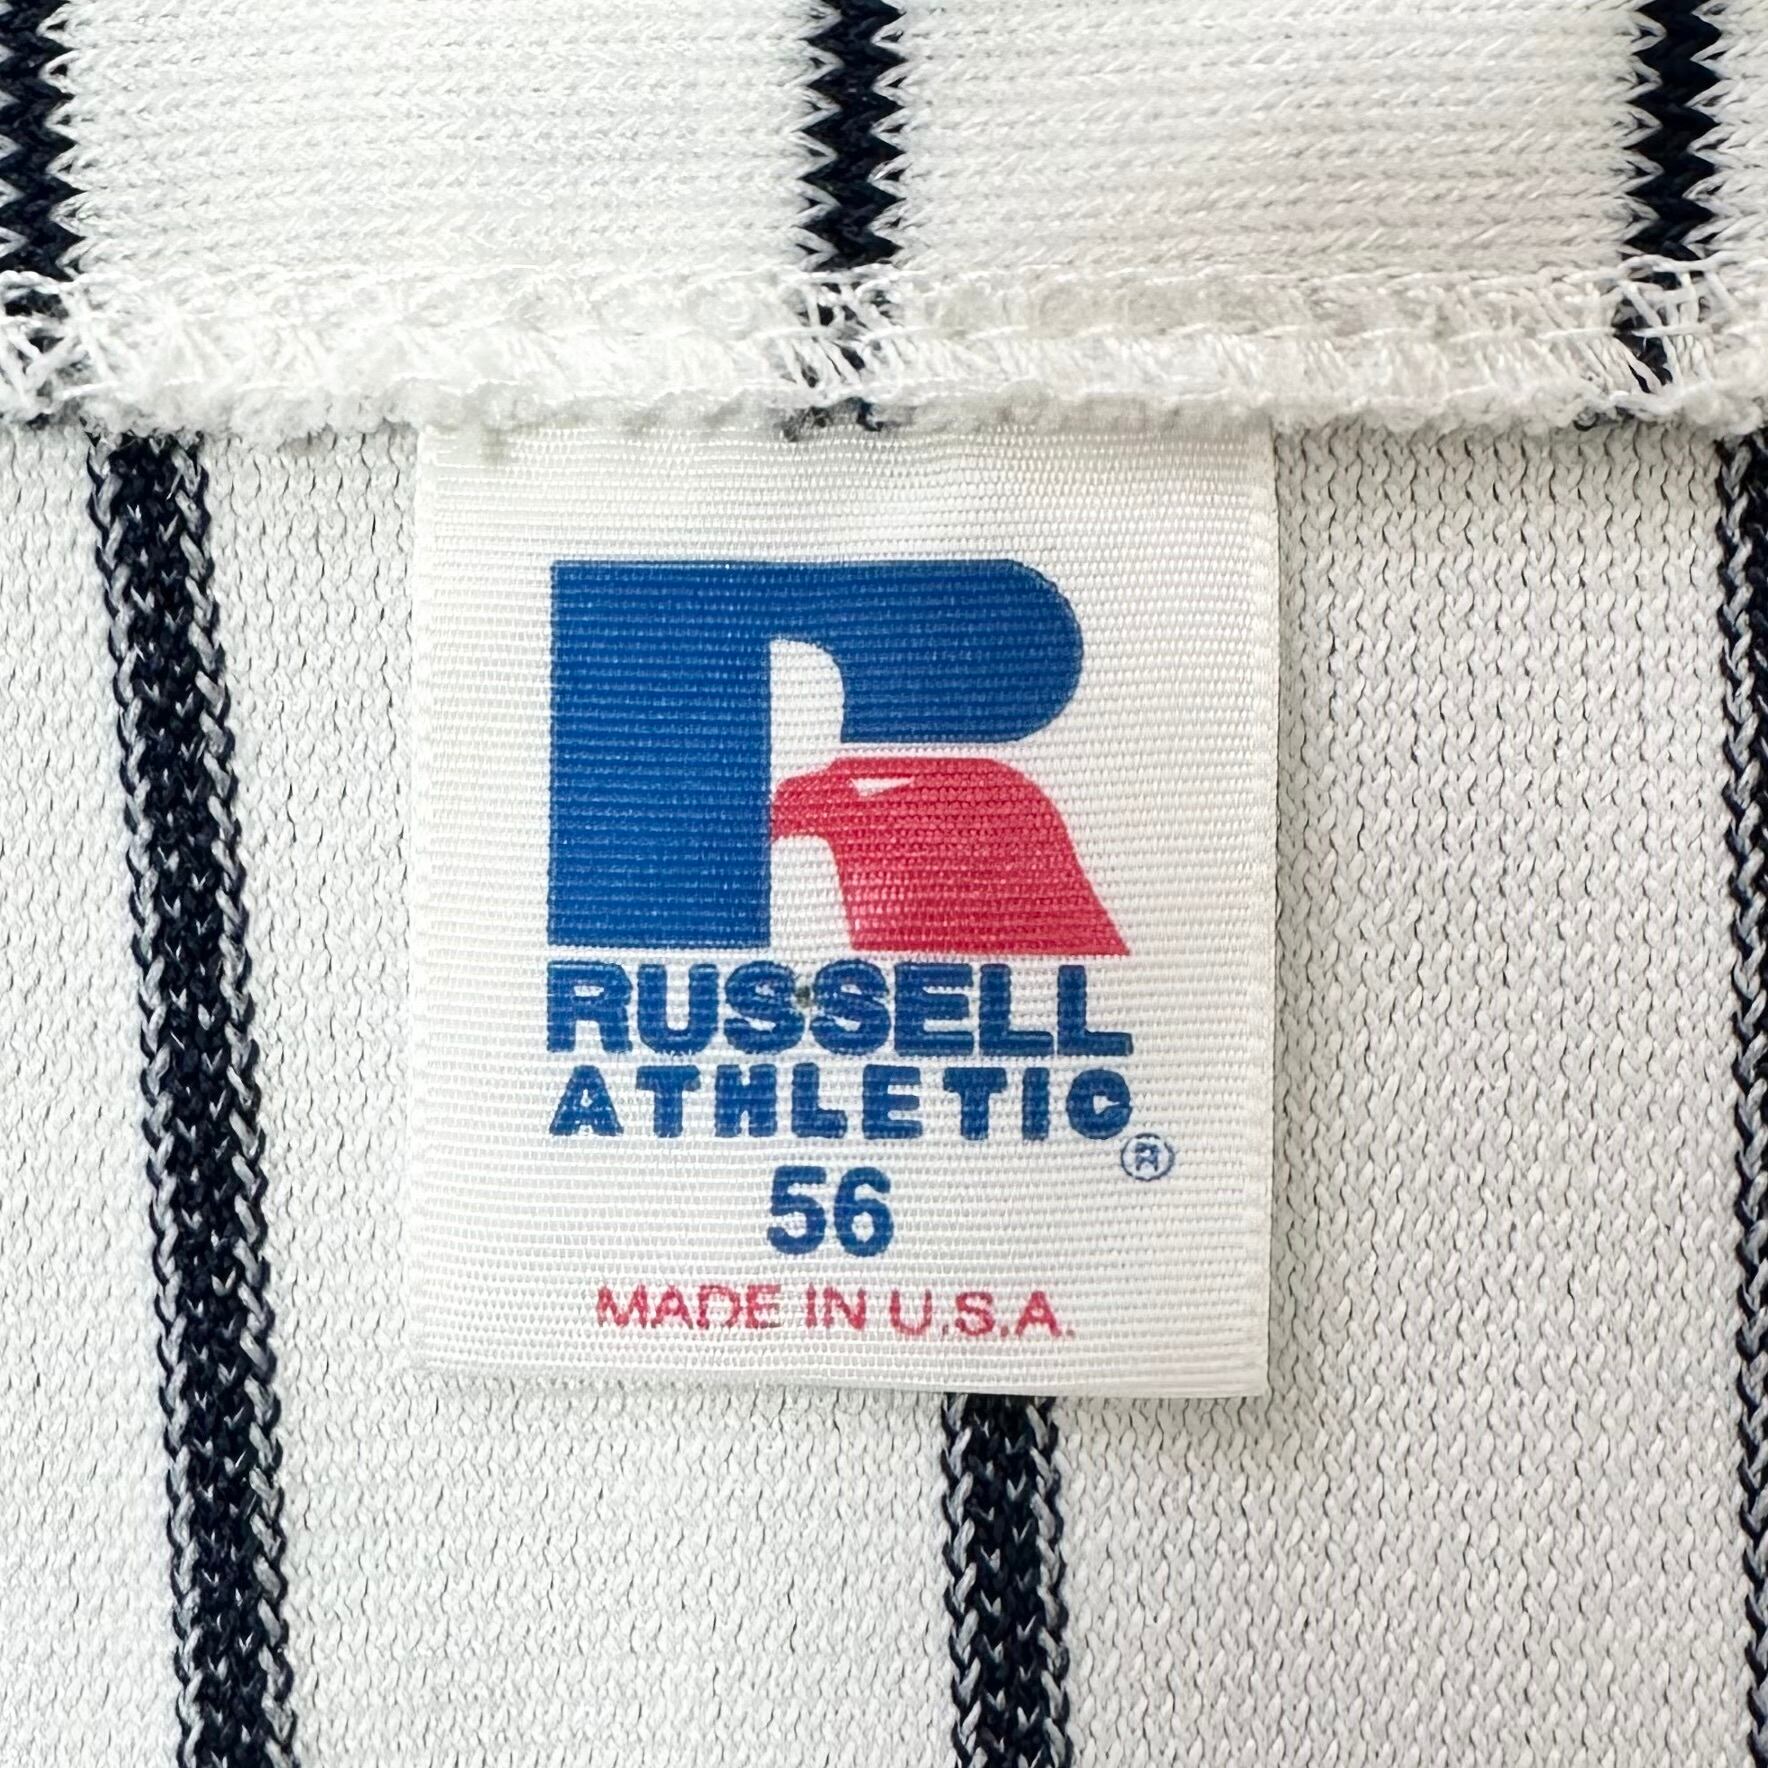 RUSSELL
ATHLETIC
®
56
MADE IN U.S.A.